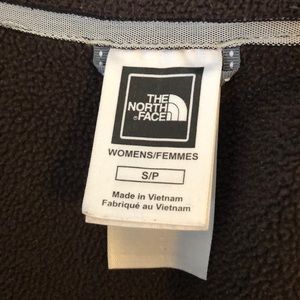 THE
NORTH
FACE
WOMENS/FEMMES
S/P
Made in Vietnam
Fabriqué au Vietnam